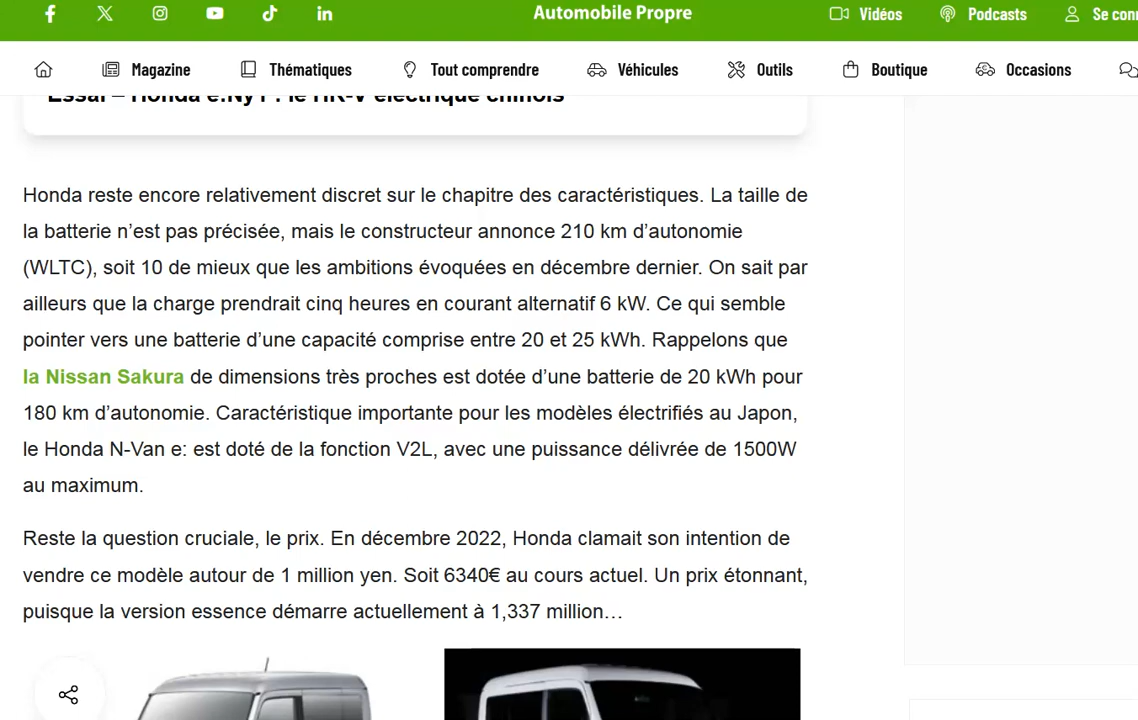 Automobile Propre
Vidéos
Podcasts
Se con
Magazine
Thématiques
Tout comprendre
Véhicules
Outils
Boutique
Occasions
Essai – Honda e:Ny1 : le HR-V électrique chinois
Honda reste encore relativement discret sur le chapitre des caractéristiques. La taille de
la batterie n’est pas précisée, mais le constructeur annonce 210 km d’autonomie
(WLTC), soit 10 de mieux que les ambitions évoquées en décembre dernier. On sait par
ailleurs que la charge prendrait cinq heures en courant alternatif 6 kW. Ce qui semble
pointer vers une batterie d’une capacité comprise entre 20 et 25 kWh. Rappelons que
la Nissan Sakura de dimensions très proches est dotée d’une batterie de 20 kWh pour
180 km d’autonomie. Caractéristique importante pour les modèles électrifiés au Japon,
le Honda N-Van e: est doté de la fonction V2L, avec une puissance délivrée de 1500W
au maximum.
Reste la question cruciale, le prix. En décembre 2022, Honda clamait son intention de
vendre ce modèle autour de 1 million yen. Soit 6340€ au cours actuel. Un prix étonnant,
puisque la version essence démarre actuellement à 1,337 million…